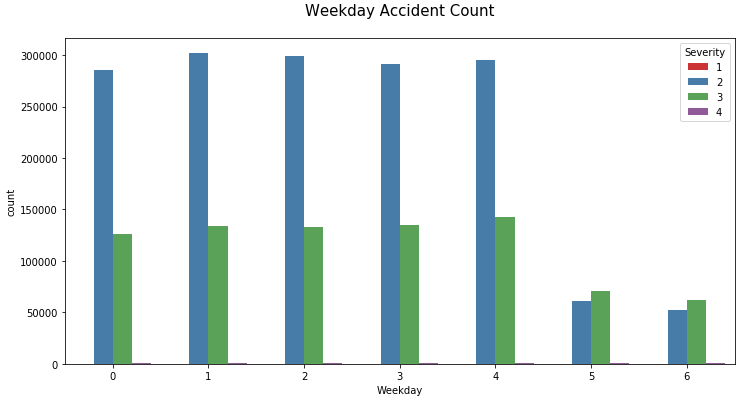 Weekday Accident Count
Severity
1
2
3
4
300000
250000
200000
150000
100000
50000
0
count
0 1 2 3 4 5 6
Weekday